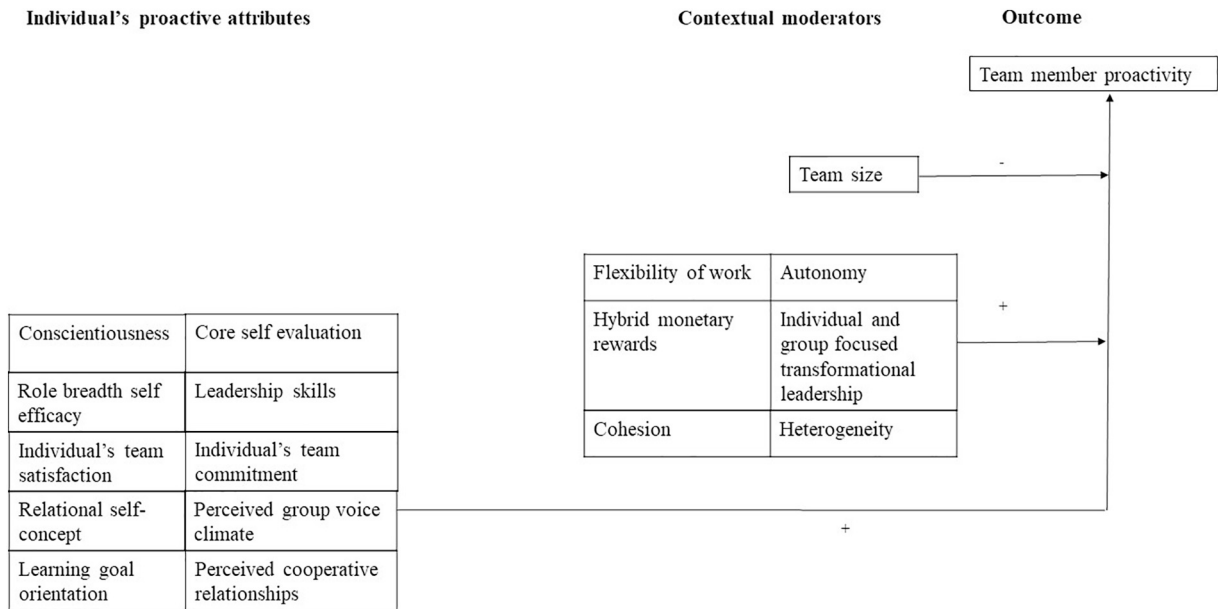 Individual's proactive attributes
Contextual moderators
Outcome
Team member proactivity
-
Team size
Flexibility of work
Autonomy
+
Hybrid monetary
rewards
Individual and
group focused
transformational
leadership
Cohesion
Heterogeneity
Conscientiousness
Core self evaluation
Role breadth self
efficacy
Leadership skills
Individual's team
satisfaction
Individual's team
commitment
Relational self-
concept
Perceived group voice
climate
+
Learning goal
orientation
Perceived cooperative
relationships